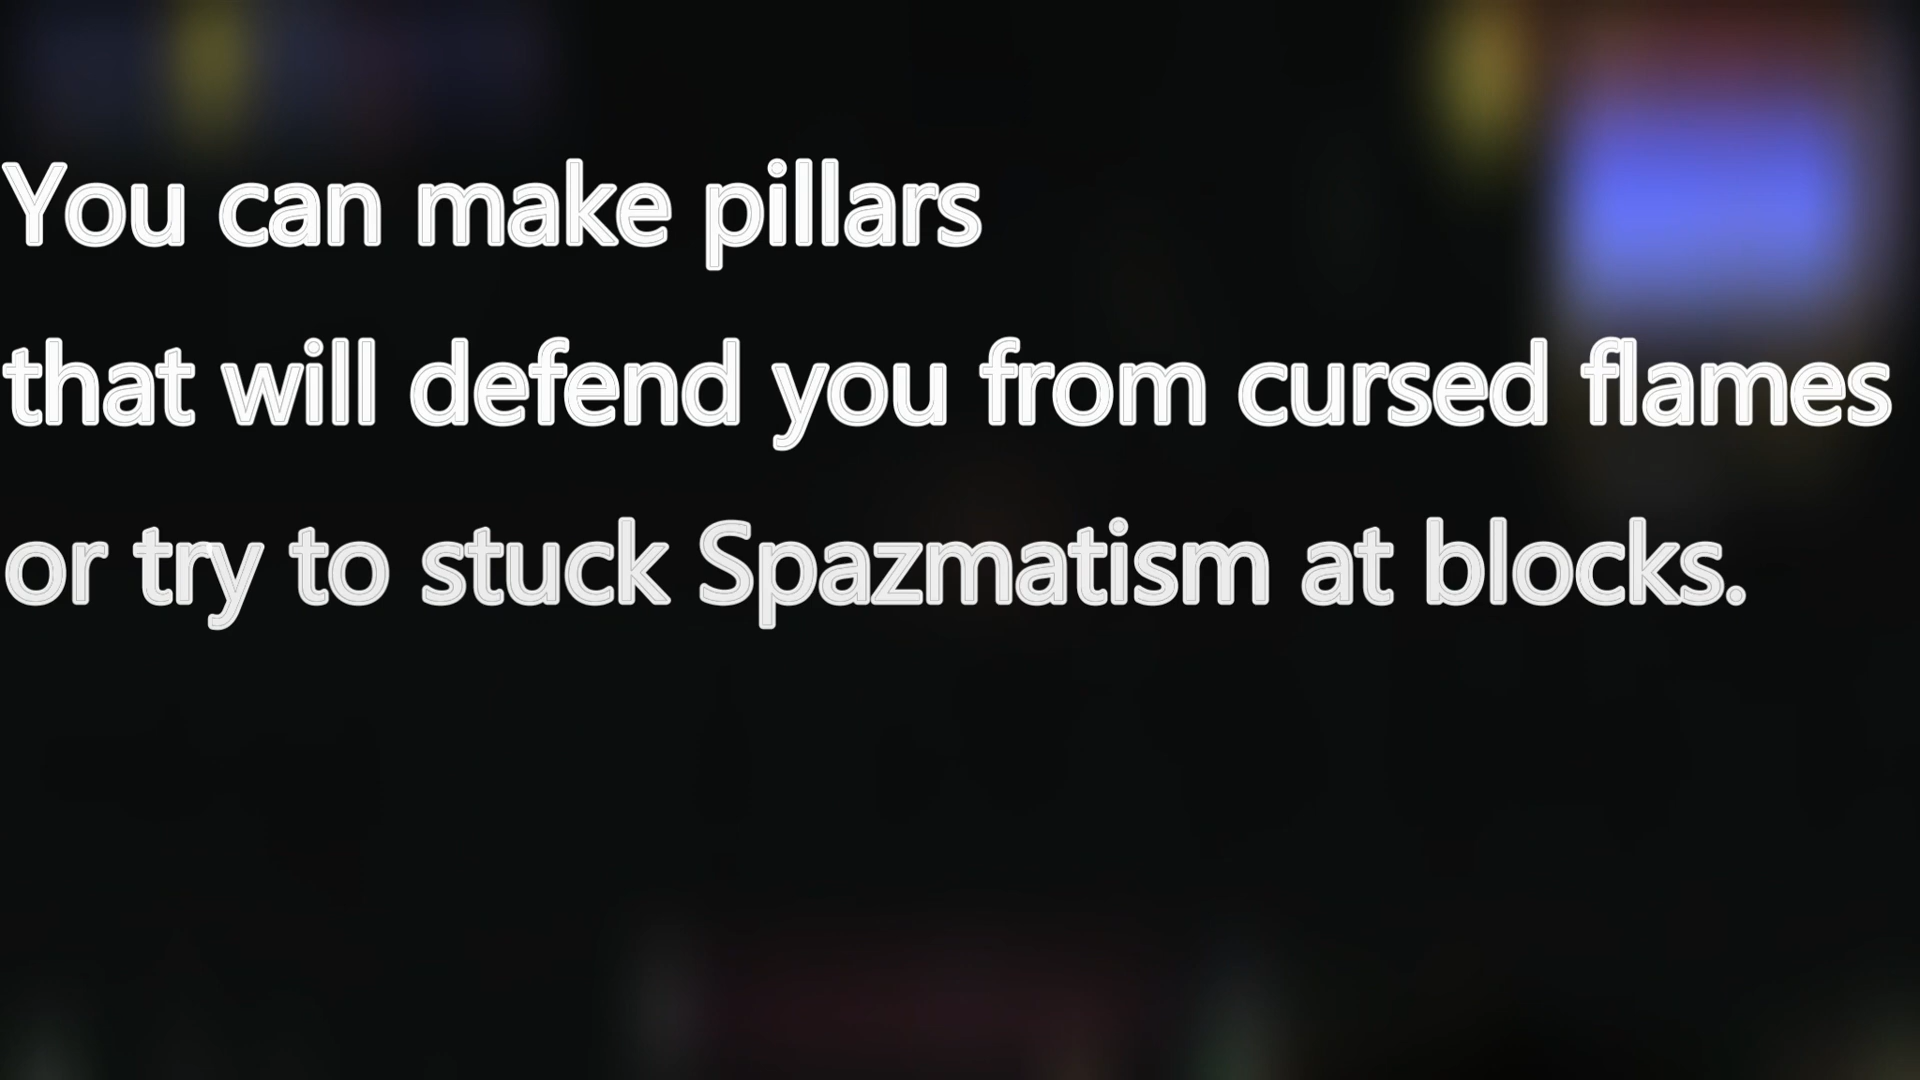 You can make pillars
that will defend you from cursed flames
or try to stuck Spazmatism at blocks.